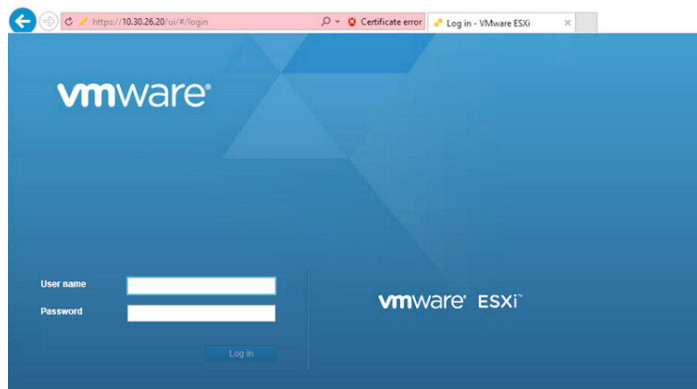 https://10.30.26.20/ui/#/login
Certificate error
Log in - VMware ESXi
vmware®
User name
Password
vmware® ESXi™
Log in